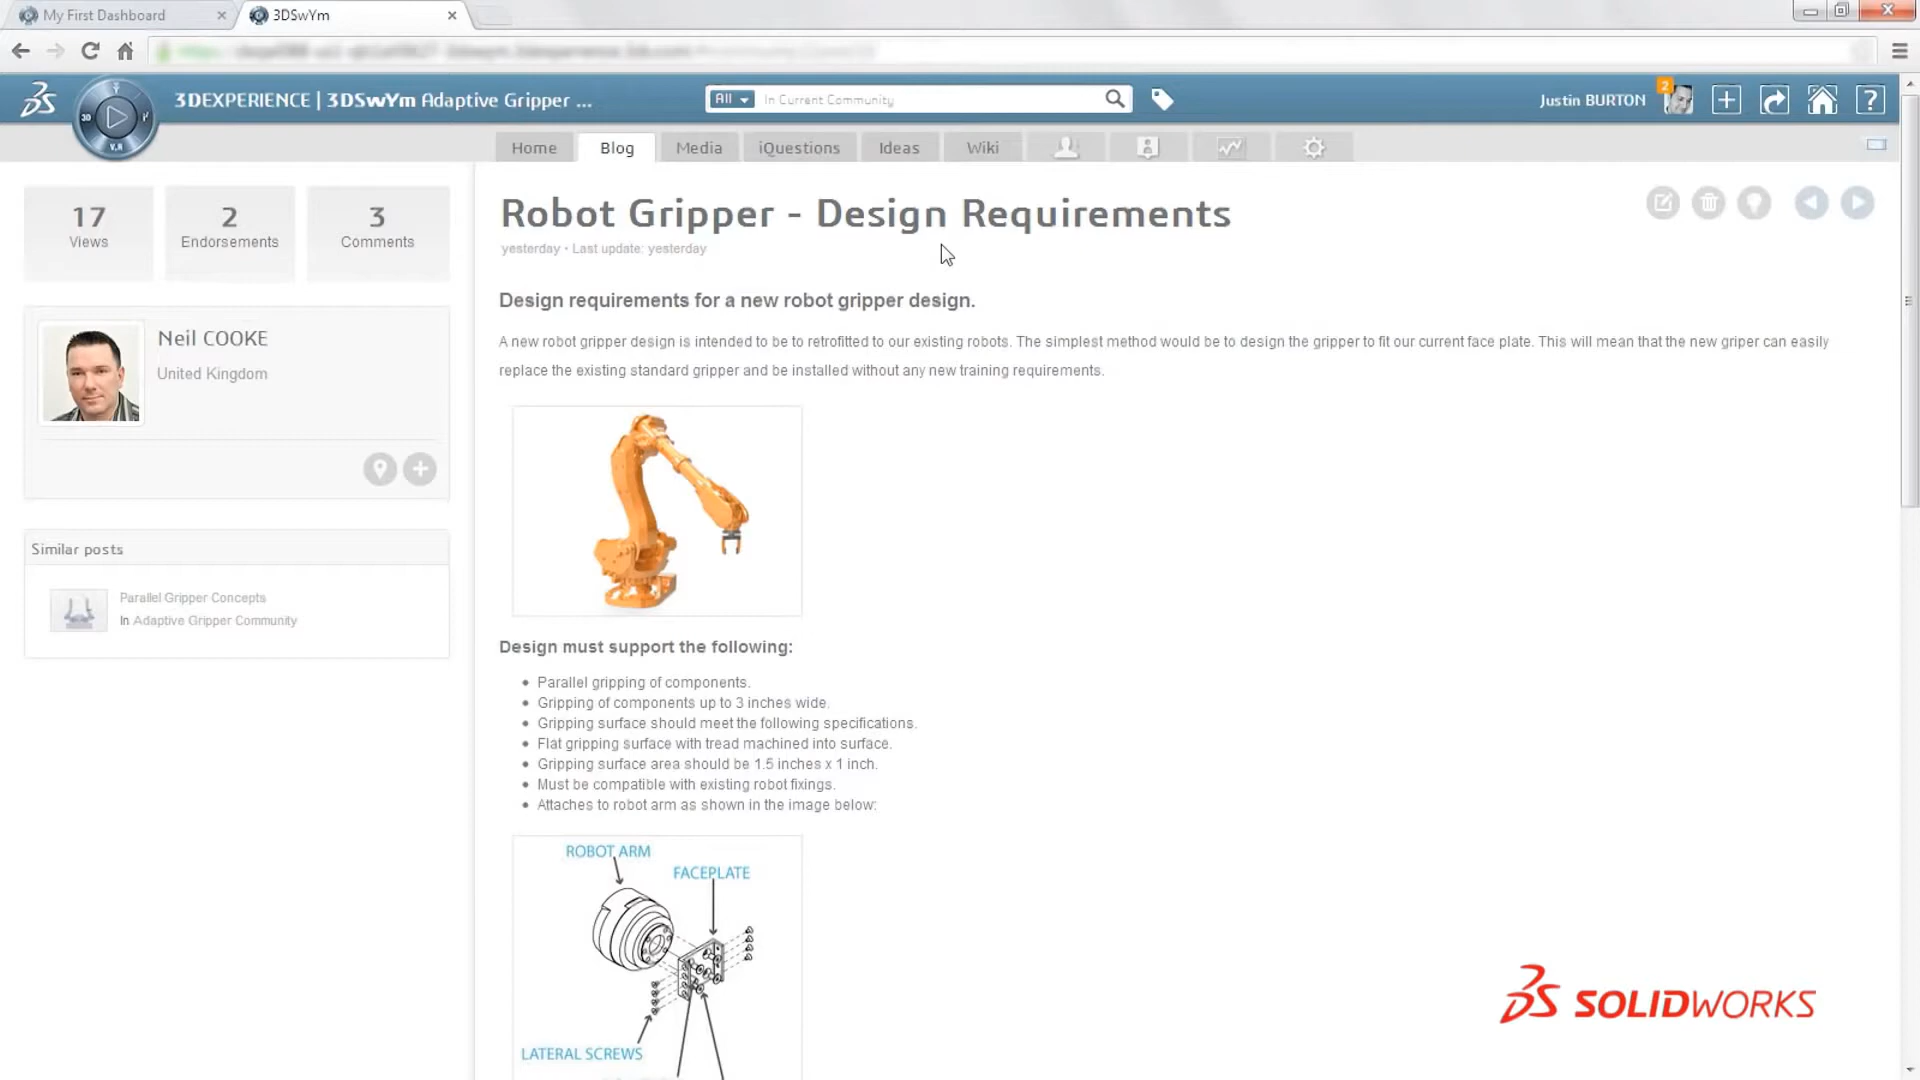 My First Dashboard
3DSwYm
3DEXPERIENCE | 3DSwYm Adaptive Gripper ...
All
In Current Community
Justin BURTON
2
3D
V.R
Home
Blog
Media
iQuestions
Ideas
Wiki
17
Views
2
Endorsements
3
Comments
Neil COOKE
United Kingdom
Similar posts
Parallel Gripper Concepts
In Adaptive Gripper Community
Robot Gripper - Design Requirements
yesterday • Last update: yesterday
Design requirements for a new robot gripper design.
A new robot gripper design is intended to be to retrofitted to our existing robots. The simplest method would be to design the gripper to fit our current face plate. This will mean that the new griper can easily
replace the existing standard gripper and be installed without any new training requirements.
Design must support the following:
• Parallel gripping of components.
• Gripping of components up to 3 inches wide.
• Gripping surface should meet the following specifications.
• Flat gripping surface with tread machined into surface.
• Gripping surface area should be 1.5 inches x 1 inch.
• Must be compatible with existing robot fixings.
• Attaches to robot arm as shown in the image below:
ROBOT ARM
FACEPLATE
LATERAL SCREWS
SOLIDWORKS